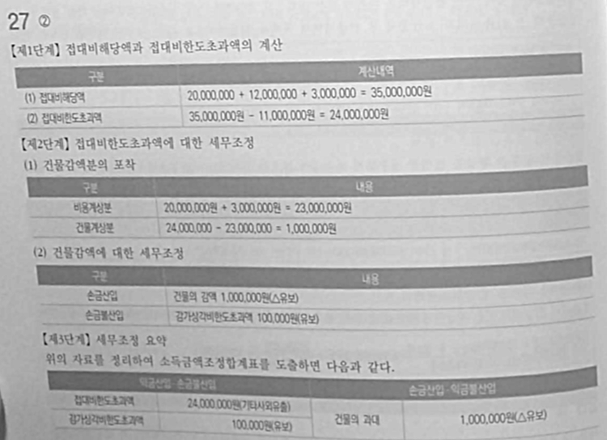 27 ②
【제1단계】 접대비해당액과 접대비한도초과액의 계산
구분 계산내역
(1) 접대비해당액 20,000,000 + 12,000,000 + 3,000,000 = 35,000,000원
(2) 접대비한도초과액 35,000,000원 - 11,000,000원 = 24,000,000원
【제2단계】 접대비한도초과액에 대한 세무조정
(1) 건물감액분의 포착
구분 내용
비용계상분 20,000,000원 + 3,000,000원 = 23,000,000원
건물계상분 24,000,000 - 23,000,000 = 1,000,000원
(2) 건물감액에 대한 세무조정
구분 내용
손금산입 건물의 감액 1,000,000원(△유보)
손금불산입 감가상각비한도초과액 100,000원(유보)
【제3단계】 세무조정 요약
위의 자료를 정리하여 소득금액조정합계표를 도출하면 다음과 같다.
익금산입·손금불산입 손금산입·익금불산입
접대비한도초과액 24,000,000원(기타사외유출) 건물의 과대 1,000,000원(△유보)
감가상각비한도초과액 100,000원(유보)